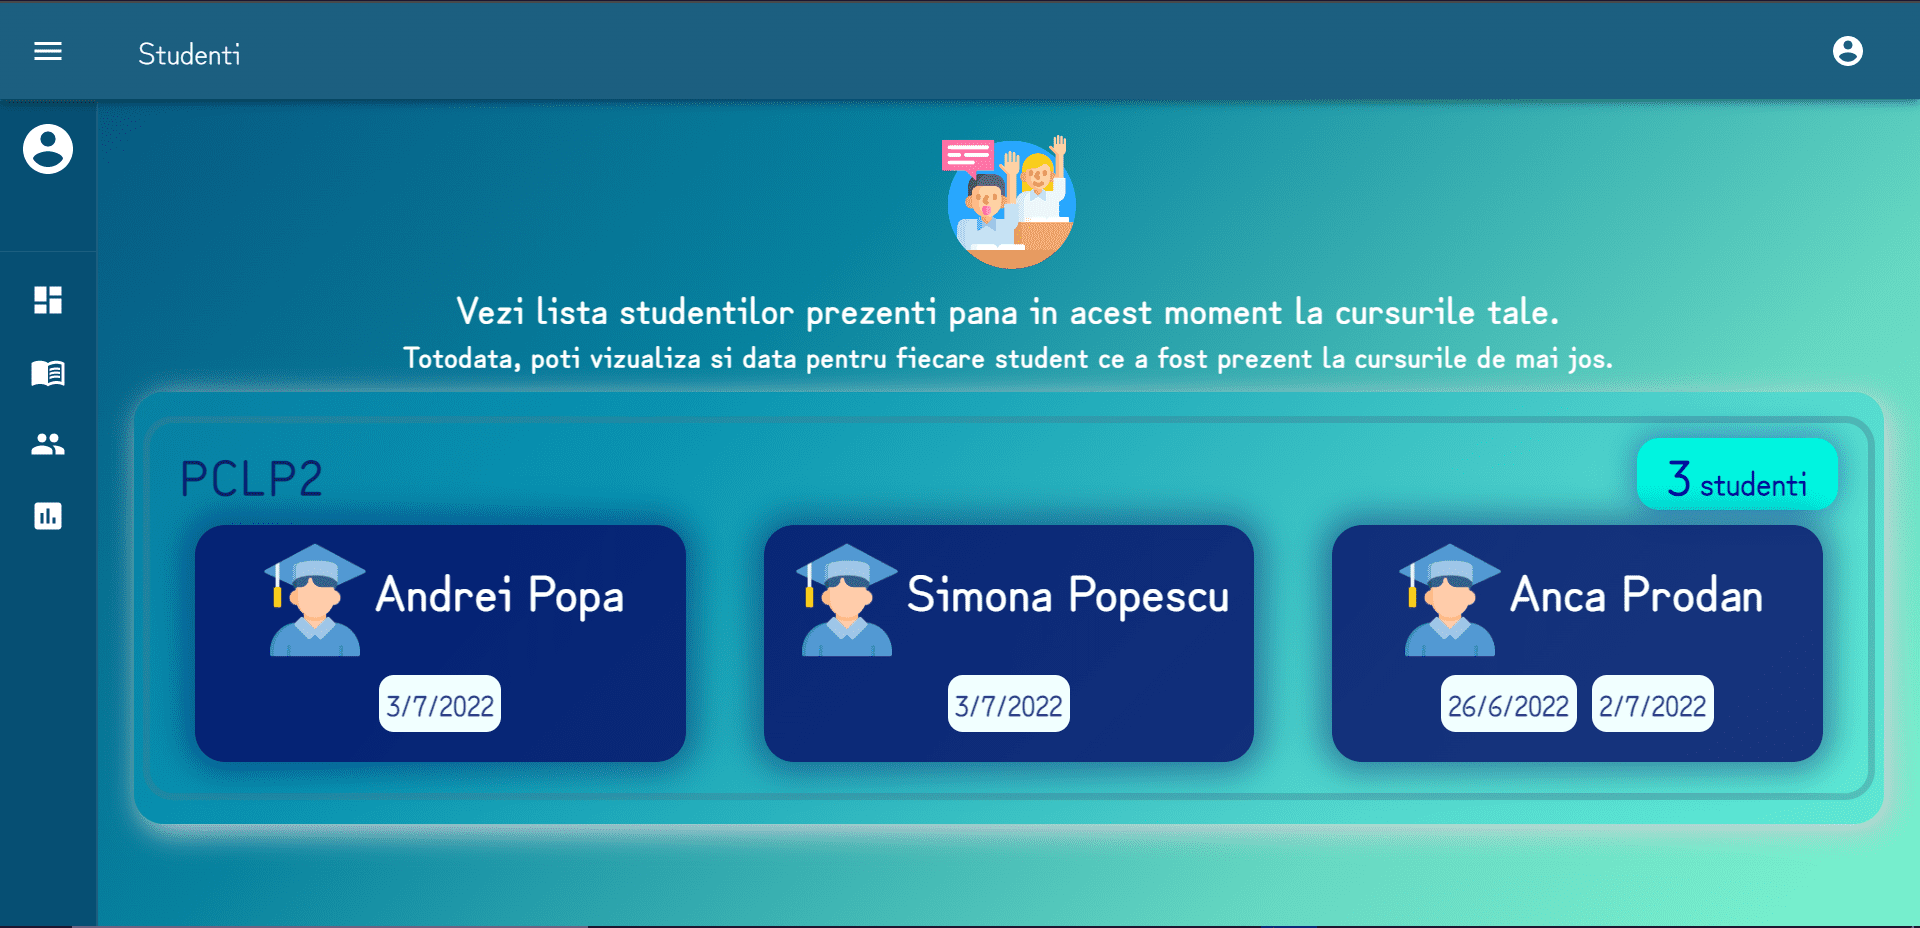 Studenti
Vezi lista studentilor prezenti pana in acest moment la cursurile tale.
Totodata, poti vizualiza si data pentru fiecare student ce a fost prezent la cursurile de mai jos.
PCLP2
3 studenti
Andrei Popa
3/7/2022
Simona Popescu
3/7/2022
Anca Prodan
26/6/2022 2/7/2022